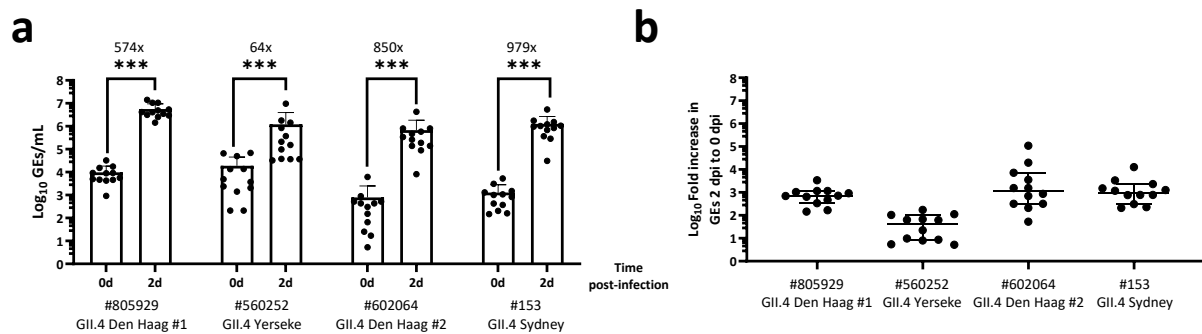 a
574x
64x
850x
979x
***
***
***
***
8
7
6
5
4
3
2
1
0
Log10 GEs/mL
0d
2d
0d
2d
0d
2d
0d
2d
Time
post-infection
#805929
GII.4 Den Haag #1
#560252
GII.4 Yerseke
#602064
GII.4 Den Haag #2
#153
GII.4 Sydney
b
8
7
6
5
4
3
2
1
0
Log10 Fold increase in
GEs 2 dpi to 0 dpi
#805929
GII.4 Den Haag #1
#560252
GII.4 Yerseke
#602064
GII.4 Den Haag #2
#153
GII.4 Sydney